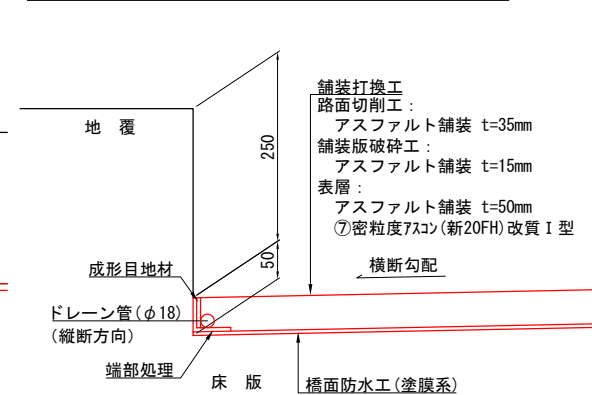 舗装打換工
路面切削工:
アスファルト舗装 t=35mm
舗装版破砕工:
アスファルト舗装 t=15mm
表層:
アスファルト舗装 t=50mm
⑦密粒度アスコン(新20FH)改質Ⅰ型
地 覆
250
50
横断勾配
成形目地材
ドレーン管(φ18)
(縦断方向)
端部処理
床 版
橋面防水工(塗膜系)